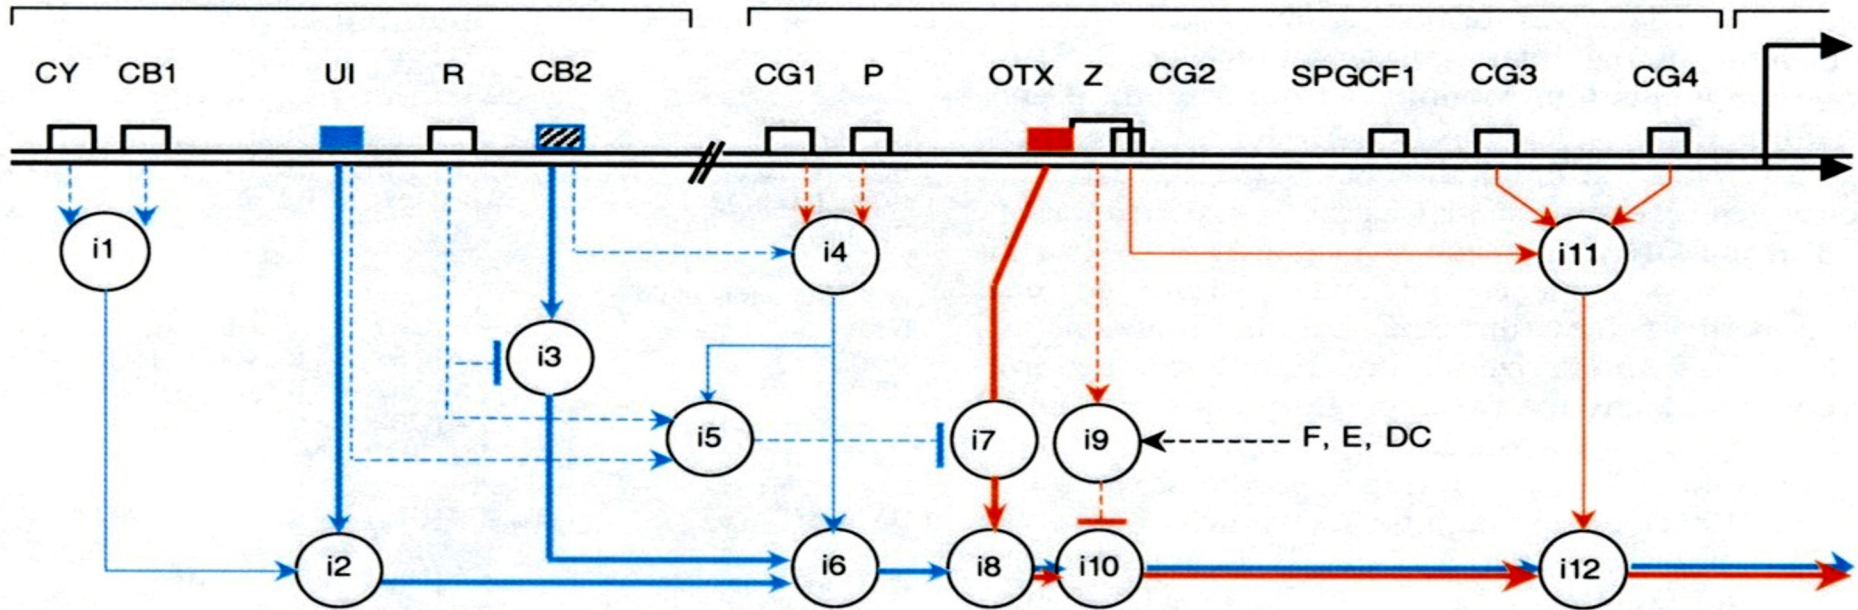 CY CB1 UI R CB2 CG1 P OTX Z CG2 SPGCF1 CG3 CG4
i1 i4 i11
i3
i5 i7 i9 F, E, DC
i2 i6 i8 i10 i12